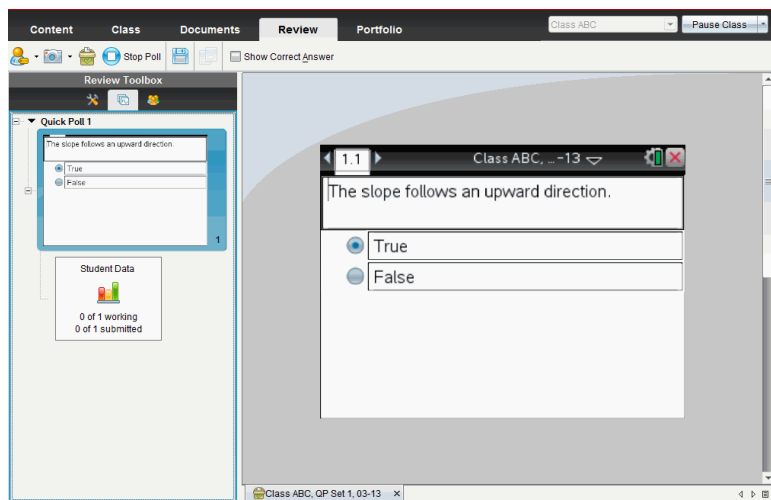 Content Class Documents Review Portfolio Class ABC Pause Class
Stop Poll Show Correct Answer
Review Toolbox
Quick Poll 1
The slope follows an upward direction.
True
False
1
Student Data
0 of 1 working
0 of 1 submitted
1.1 Class ABC, ...-13
The slope follows an upward direction.
True
False
Class ABC, QP Set 1, 03-13